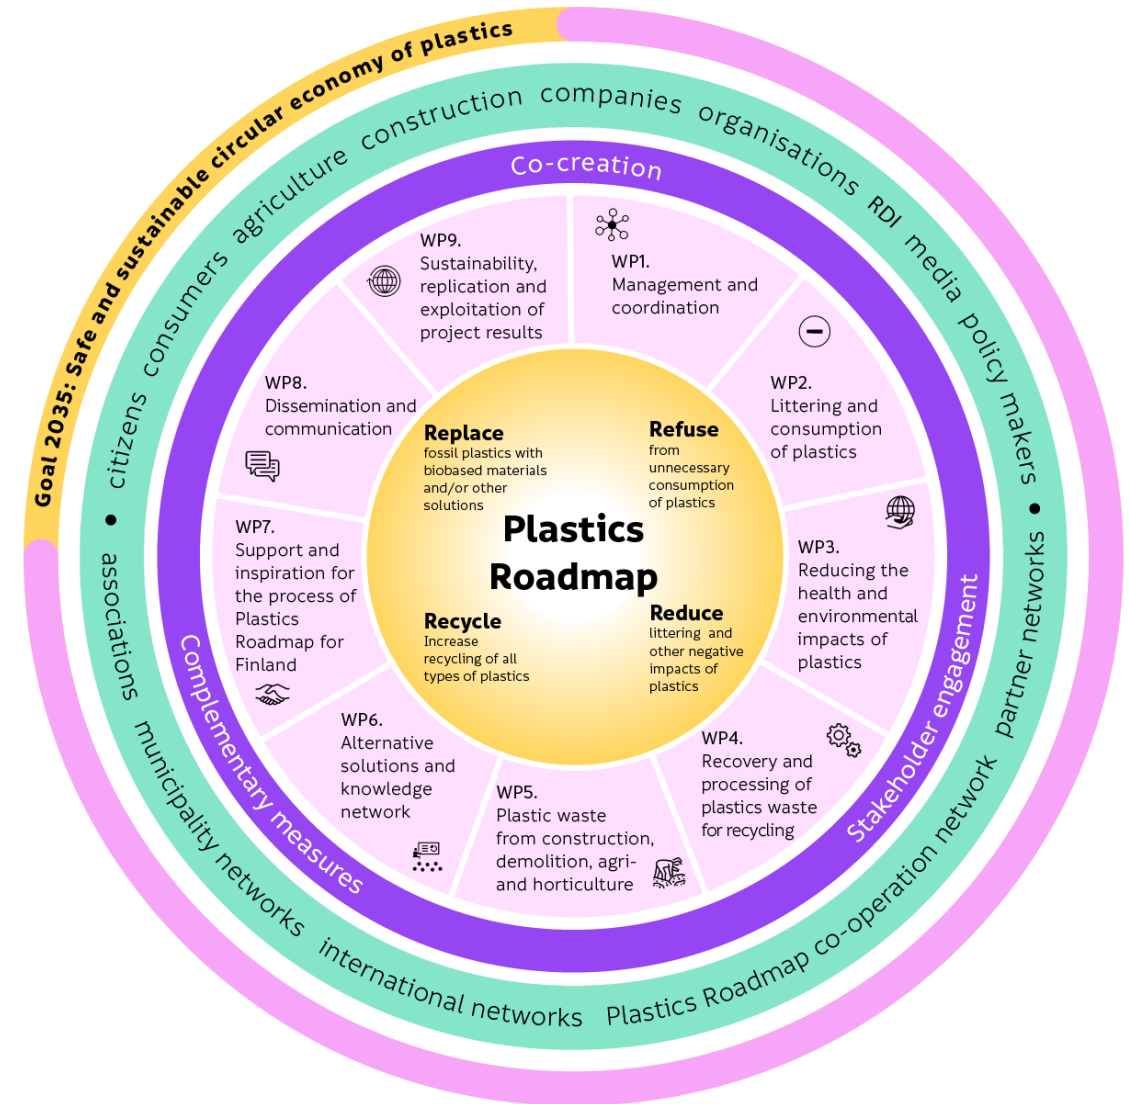 Goal 2035: Safe and sustainable circular economy of plastics
citizens consumers agriculture construction companies organisations RDI media policy makers •
partner networks Plastics Roadmap co-operation network international networks municipality networks associations •
Co-creation
Stakeholder engagement
Complementary measures
WP1.
Management and
coordination
WP2.
Littering and
consumption
of plastics
WP3.
Reducing the
health and
environmental
impacts of
plastics
WP4.
Recovery and
processing of
plastics waste
for recycling
WP5.
Plastic waste
from construction,
demolition, agri-
and horticulture
WP6.
Alternative
solutions and
knowledge
network
WP7.
Support and
inspiration for
the process of
Plastics
Roadmap for
Finland
WP8.
Dissemination and
communication
WP9.
Sustainability,
replication and
exploitation of
project results
Replace
fossil plastics with
biobased materials
and/or other
solutions
Refuse
from
unnecessary
consumption
of plastics
Plastics
Roadmap
Recycle
Increase
recycling of all
types of plastics
Reduce
littering and
other negative
impacts of
plastics